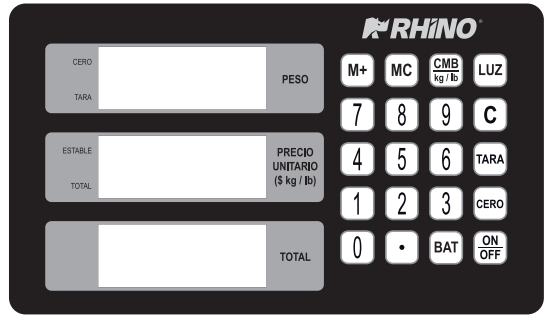 RHINO
CERO
TARA
PESO
ESTABLE
TOTAL
PRECIO
UNITARIO
($ kg / lb)
TOTAL
M+ MC CMB kg / lb LUZ
7 8 9 C
4 5 6 TARA
1 2 3 CERO
0 . BAT ON OFF